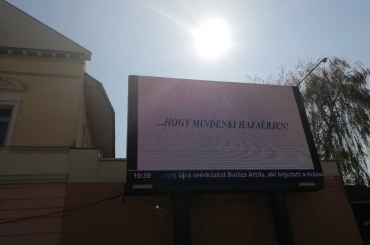 ...HOGY MINDENKI HAZAÉRJEN!
10:30 újra mérkőzést Balázs Attila, aki bejutott a